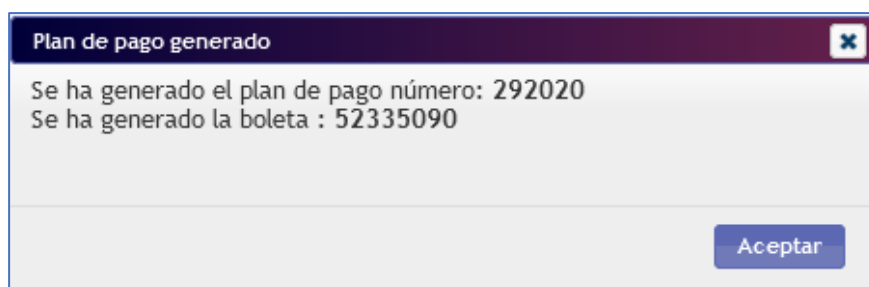 Plan de pago generado
Se ha generado el plan de pago número: 292020
Se ha generado la boleta : 52335090
Aceptar